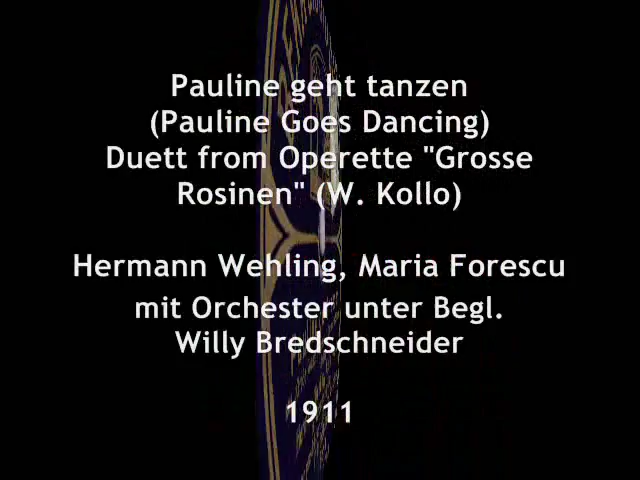 Pauline geht tanzen
(Pauline Goes Dancing)
Duett from Operette "Grosse
Rosinen" (W. Kollo)
Hermann Wehling, Maria Forescu
mit Orchester unter Begl.
Willy Bredschneider
1911